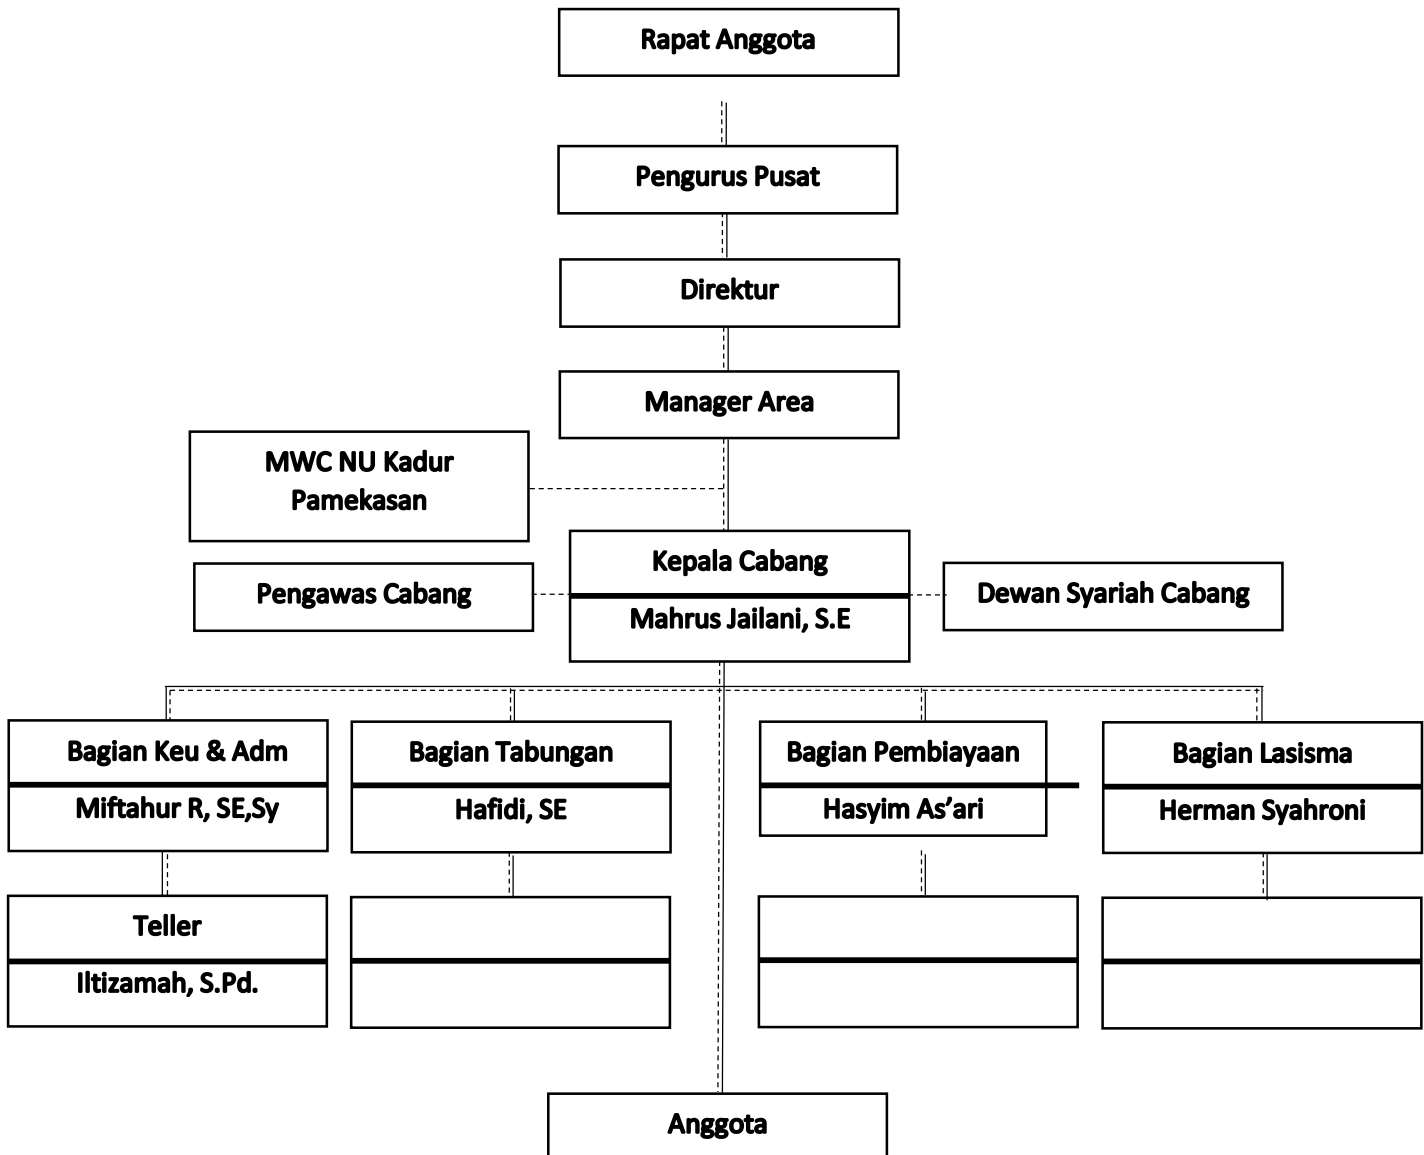 Rapat Anggota
Pengurus Pusat
Direktur
Manager Area
MWC NU Kadur
Pamekasan
Kepala Cabang
Mahrus Jailani, S.E
Pengawas Cabang
Dewan Syariah Cabang
Bagian Keu & Adm
Miftahur R, SE,Sy
Bagian Tabungan
Hafidi, SE
Bagian Pembiayaan
Hasyim As’ari
Bagian Lasisma
Herman Syahroni
Teller
Iltizamah, S.Pd.
Anggota